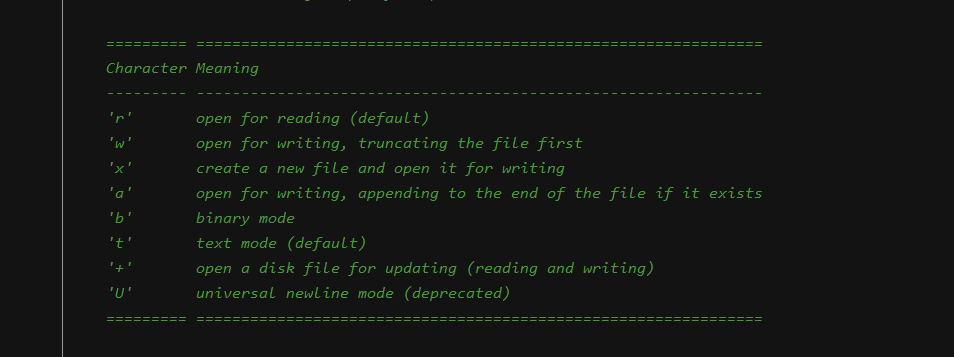 ========= ===============================================================
Character Meaning
--------- ---------------------------------------------------------------
'r'       open for reading (default)
'w'       open for writing, truncating the file first
'x'       create a new file and open it for writing
'a'       open for writing, appending to the end of the file if it exists
'b'       binary mode
't'       text mode (default)
'+'       open a disk file for updating (reading and writing)
'U'       universal newline mode (deprecated)
========= ===============================================================